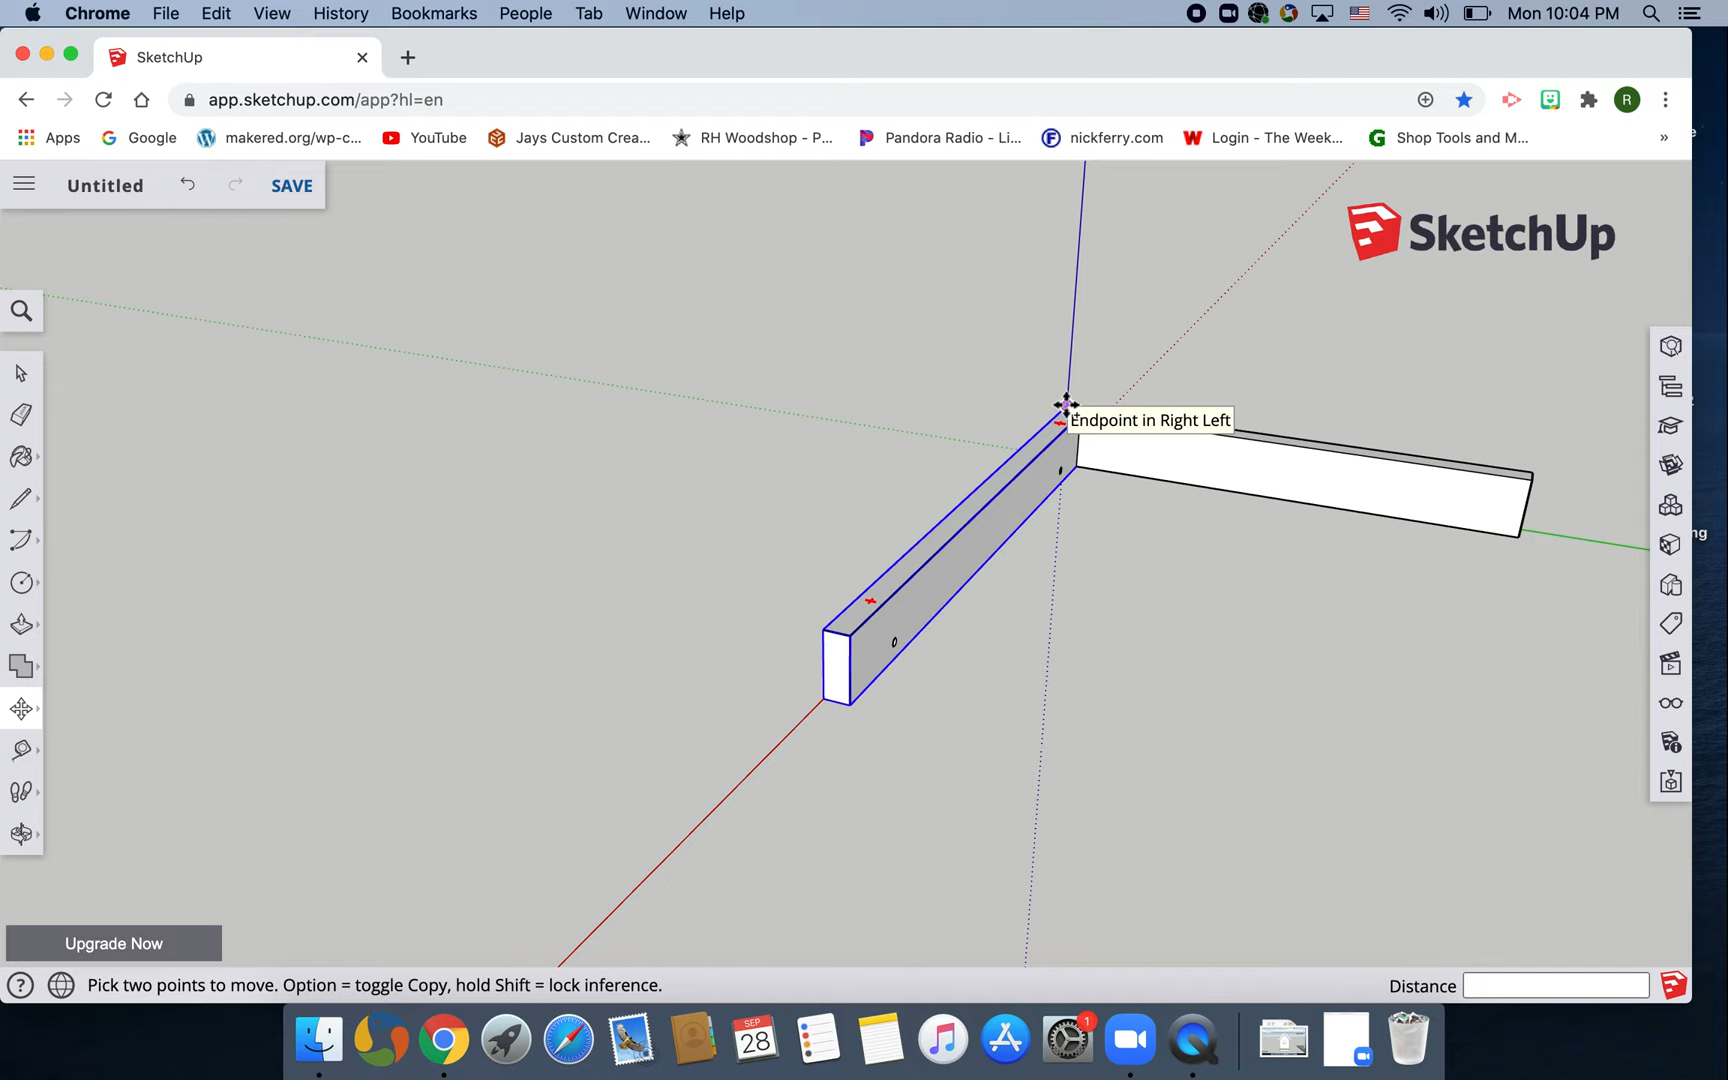 Chrome File Edit View History Bookmarks People Tab Window Help Mon 10:04 PM
SketchUp
app.sketchup.com/app?hl=en R
Apps Google makered.org/wp-c... YouTube Jays Custom Crea... RH Woodshop - P... Pandora Radio - Li... nickferry.com Login - The Week... Shop Tools and M... »
Untitled SAVE
SketchUp
Endpoint in Right Left
ng
Upgrade Now
Pick two points to move. Option = toggle Copy, hold Shift = lock inference. Distance
SEP
28
1